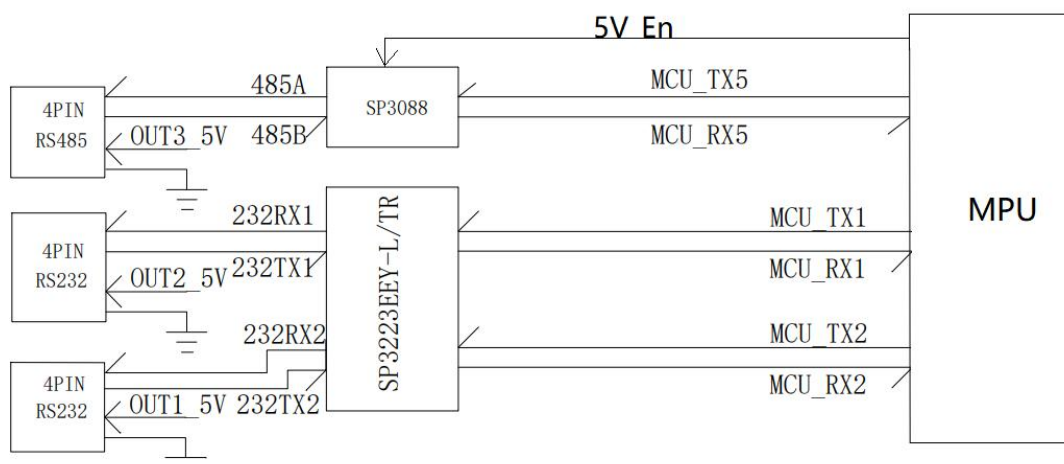 5V En
485A
MCU_TX5
4PIN
RS485
SP3088
OUT3_5V
485B
MCU_RX5
232RX1
MCU_TX1
4PIN
RS232
232TX1
MCU_RX1
OUT2_5V
SP3223EEY-L/TR
MPU
232RX2
MCU_TX2
4PIN
RS232
OUT1_5V
232TX2
MCU_RX2